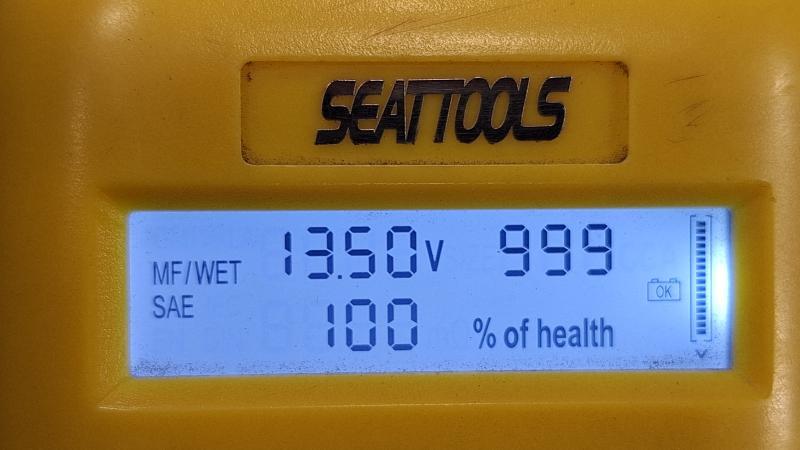 SEATTOOLS
MF/WET 13.50V 999
OK
SAE 100 % of health